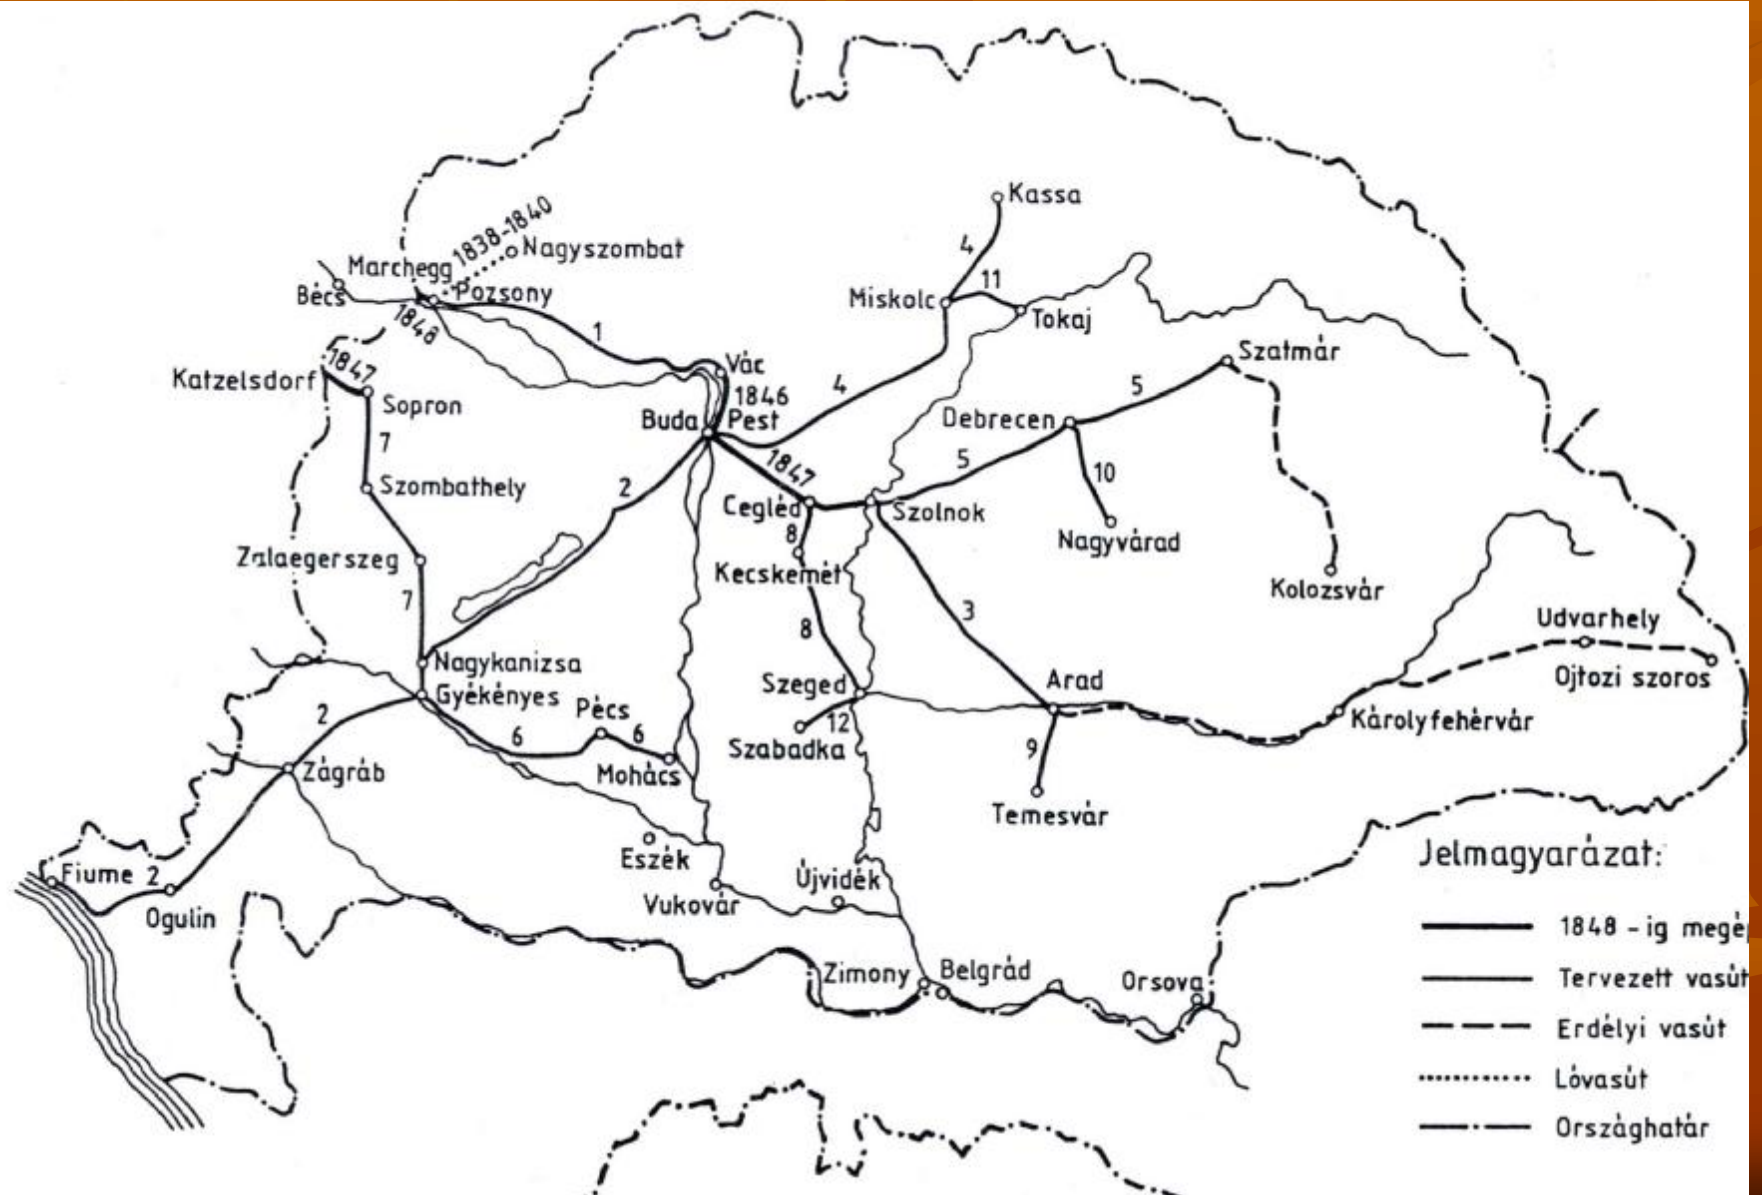 Kassa
1838-1840
Nagyszombat
Marchegg
Bécs
Pozsony
4
11
Miskolc
Tokaj
1848
1
Szatmár
1847
Vác
Katzelsdorf
1846
4
5
Sopron
Buda
Pest
Debrecen
7
1847
5
10
Szombathely
2
Cegléd
Szolnok
8
Nagyvárad
Zalaegerszeg
Kecskemét
Kolozsvár
7
8
3
Udvarhely
Nagykanizsa
Szeged
Arad
Ojtozi szoros
Gyékényes
2
Pécs
12
Károlyfehérvár
6
6
Szabadka
9
Zágráb
Mohács
Temesvár
Eszék
Jelmagyarázat:
Fiume
2
Újvidék
Vukovár
Ogulin
1848 - ig megé
Zimony
Belgrád
Orsova
Tervezett vasút
Erdélyi vasút
Lóvasút
Országhatár